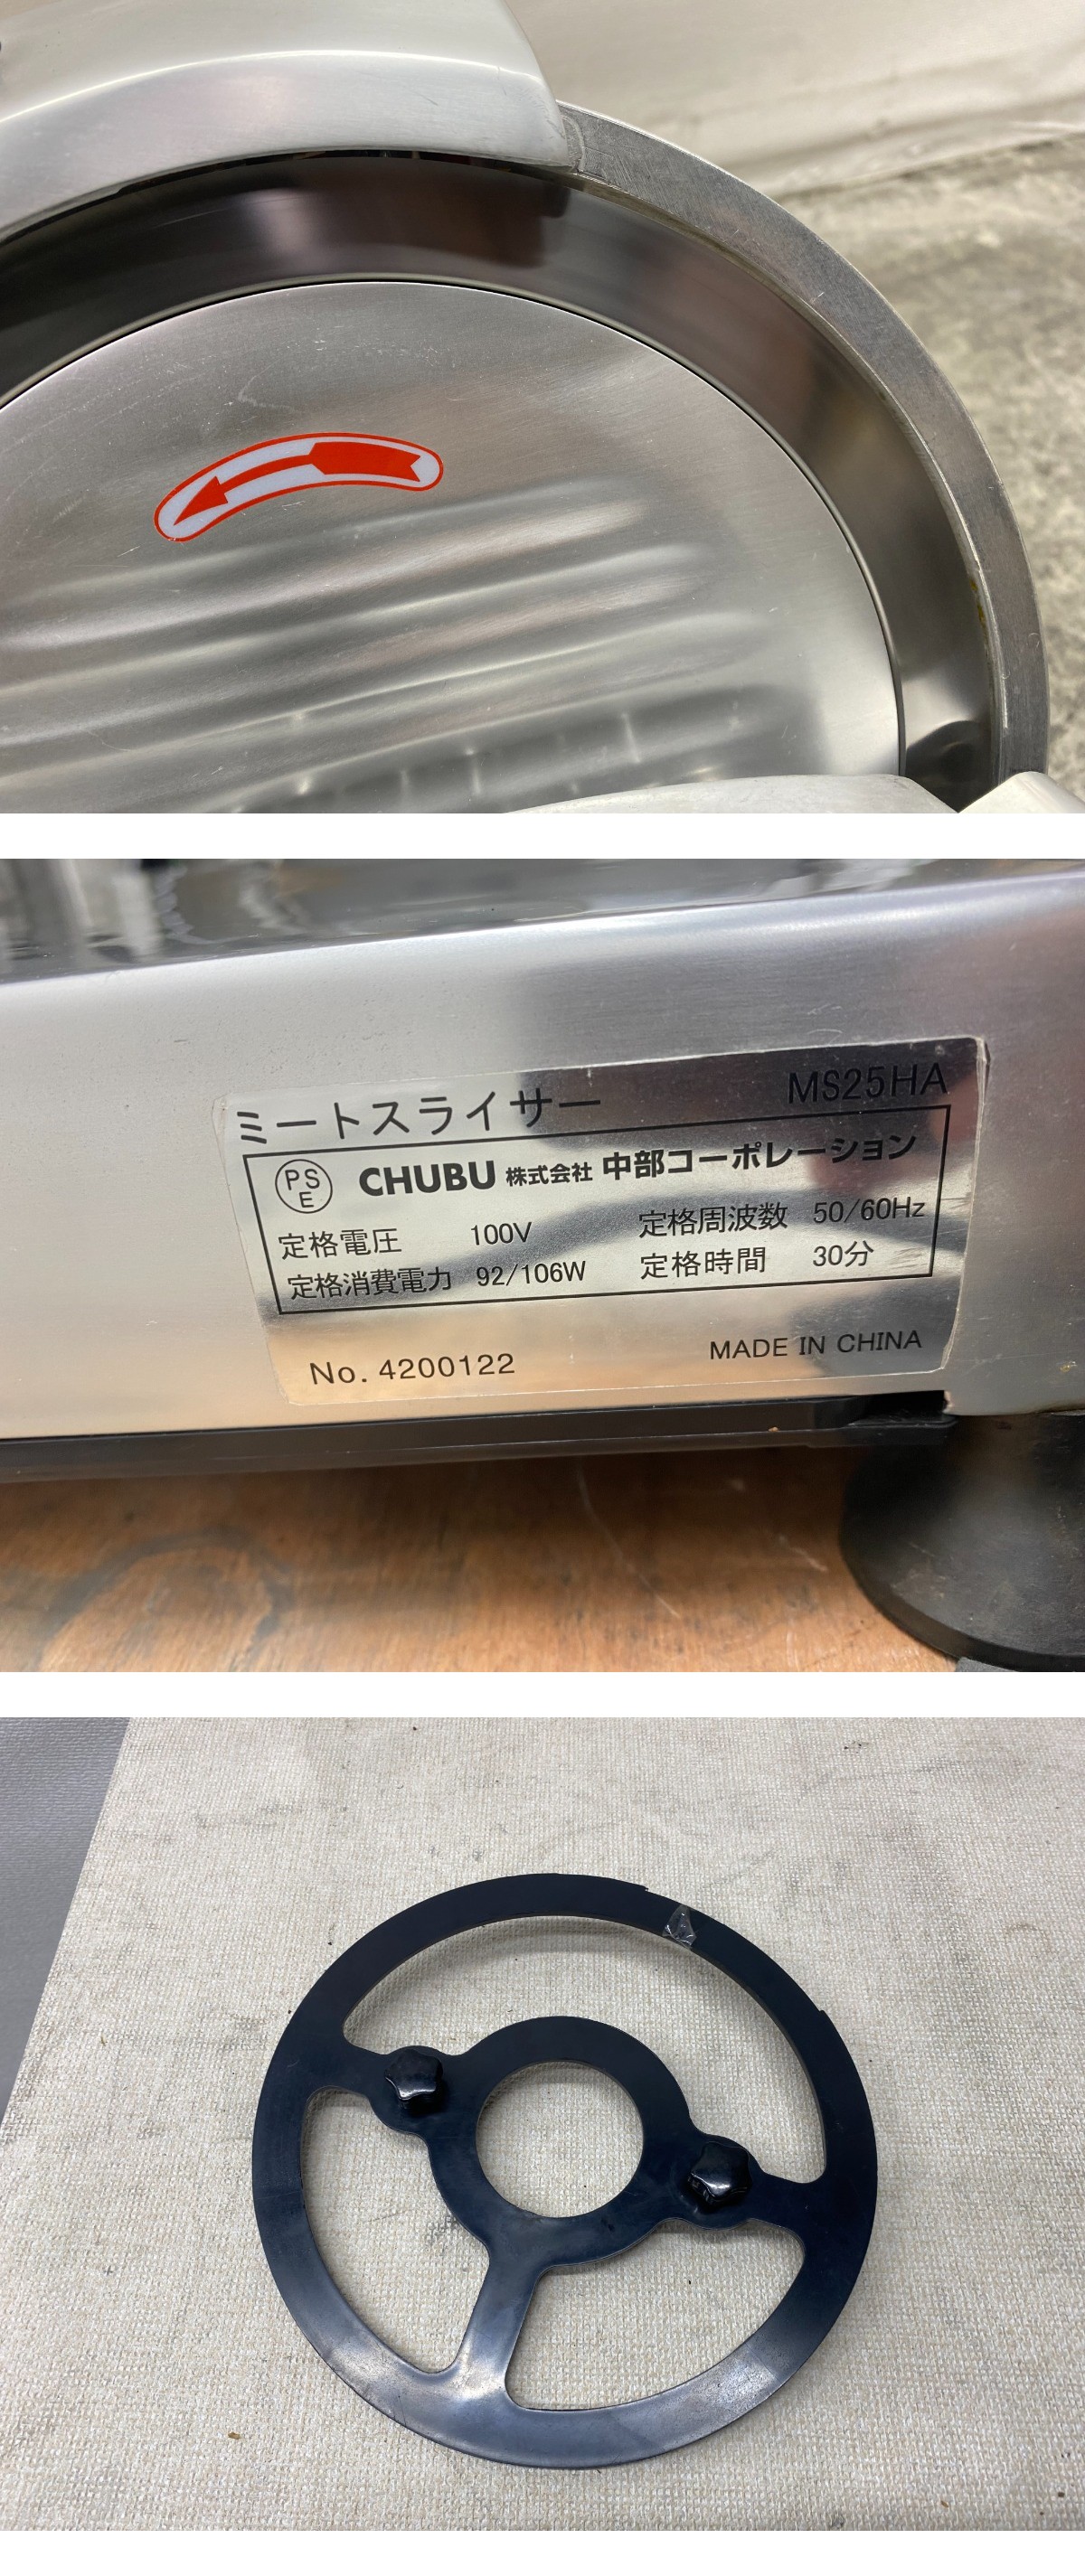 ミートスライサー MS25HA
PSE CHUBU 株式会社 中部コーポレーション
定格電圧 100V 定格周波数 50/60Hz
定格消費電力 92/106W 定格時間 30分
No. 4200122 MADE IN CHINA